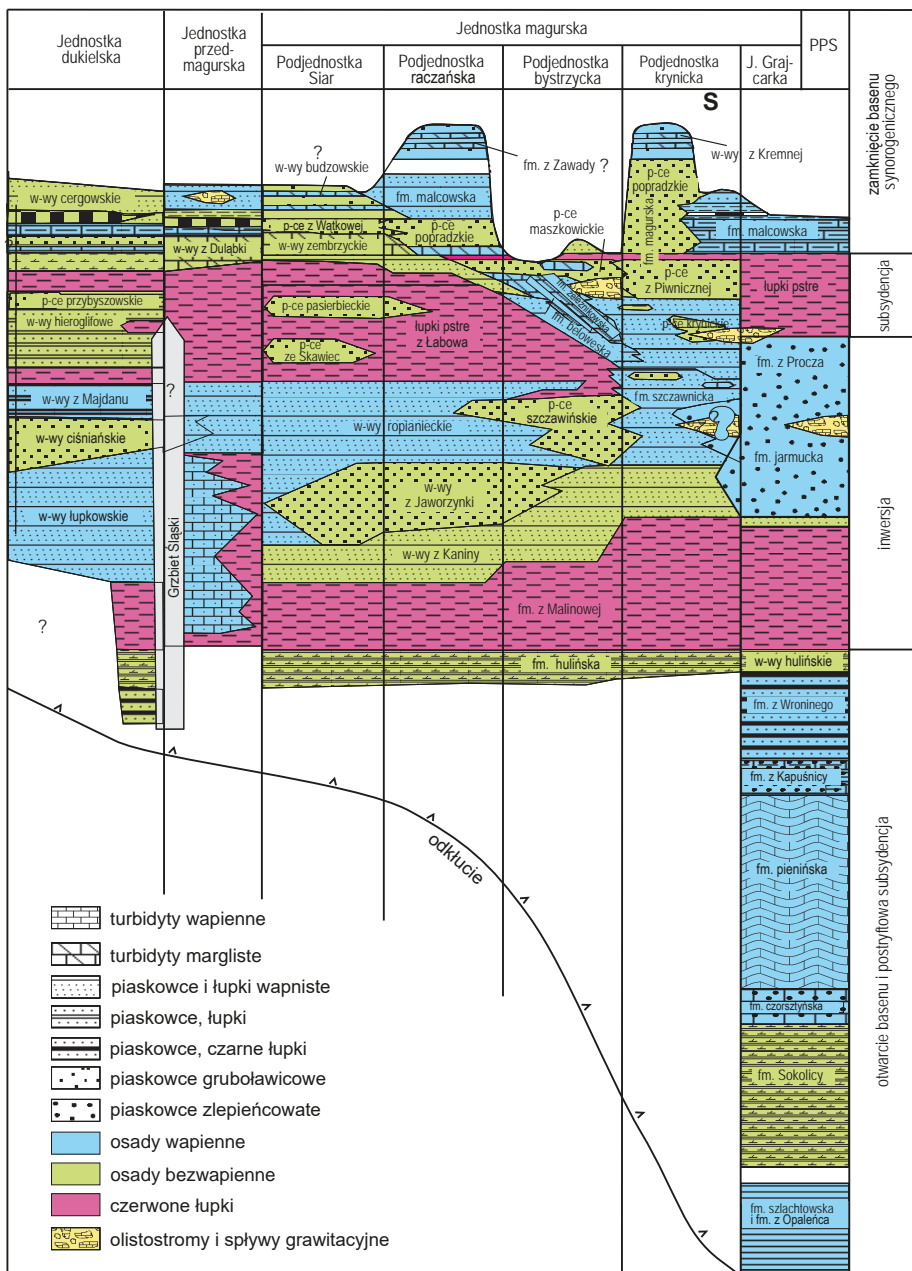 Jednostka
dukielska
Jednostka
przed-
magurska
Jednostka magurska
PPS
Podjednostka
Siar
Podjednostka
raczańska
Podjednostka
bystrzycka
Podjednostka
krynicka
J. Graj-
carka
S
zamknięcie basenu
synorogenicznego
subsydencja
inwersja
otwarcie basenu i postryftowa subsydencja
?
w-wy budzowskie
fm. z Zawady ?
w-wy z Kremnej
w-wy cergowskie
fm. malcowska
p-ce
popradzkie
p-ce
maszkowickie
fm. magurska
p-ce z Watkowej
w-wy z Duląbki
w-wy zembrzyckie
p-ce
popradzkie
fm. malcowska
p-ce
z Piwnicznej
łupki pstre
p-ce przybyszowskie
p-ce pasierbieckie
w-wy hieroglifowe
łupki pstre
z Łabowa
fm. żeleźnikowska
fm. beloweska
p-ce krynickie
p-ce
ze Skawiec
fm. z Procza
?
w-wy z Majdanu
fm. szczawnicka
p-ce
szczawińskie
w-wy ropianieckie
w-wy ciśniańskie
fm. jarmucka
w-wy
z Jaworzynki
w-wy łupkowskie
Grzbiet Śląski
w-wy z Kaniny
fm. z Malinowej
?
fm. hulińska
w-wy hulińskie
fm. z Wroninego
fm. z Kapuśnicy
odkłucie
fm. pienińska
fm. czorsztyńska
fm. Sokolicy
fm. szlachtowska
i fm. z Opaleńca
turbidyty wapienne
turbidyty margliste
piaskowce i łupki wapniste
piaskowce, łupki
piaskowce, czarne łupki
piaskowce gruboławicowe
piaskowce zlepieńcowate
osady wapienne
osady bezwapienne
czerwone łupki
olistostromy i spływy grawitacyjne